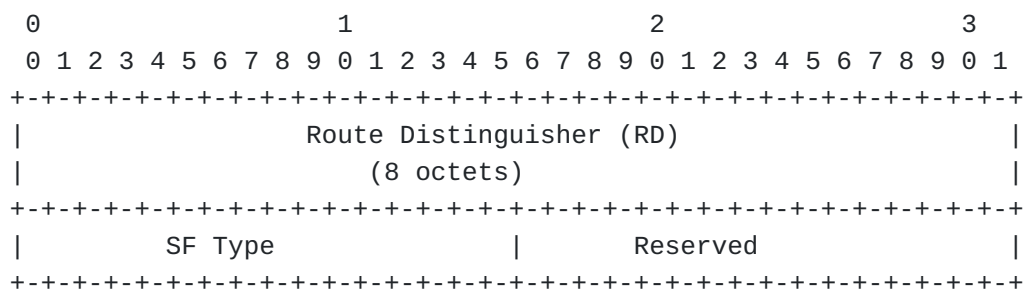 0                   1                   2                   3
 0 1 2 3 4 5 6 7 8 9 0 1 2 3 4 5 6 7 8 9 0 1 2 3 4 5 6 7 8 9 0 1
+-+-+-+-+-+-+-+-+-+-+-+-+-+-+-+-+-+-+-+-+-+-+-+-+-+-+-+-+-+-+-+-+
|                  Route Distinguisher (RD)                     |
|                      (8 octets)                               |
+-+-+-+-+-+-+-+-+-+-+-+-+-+-+-+-+-+-+-+-+-+-+-+-+-+-+-+-+-+-+-+-+
|         SF Type               |       Reserved                |
+-+-+-+-+-+-+-+-+-+-+-+-+-+-+-+-+-+-+-+-+-+-+-+-+-+-+-+-+-+-+-+-+